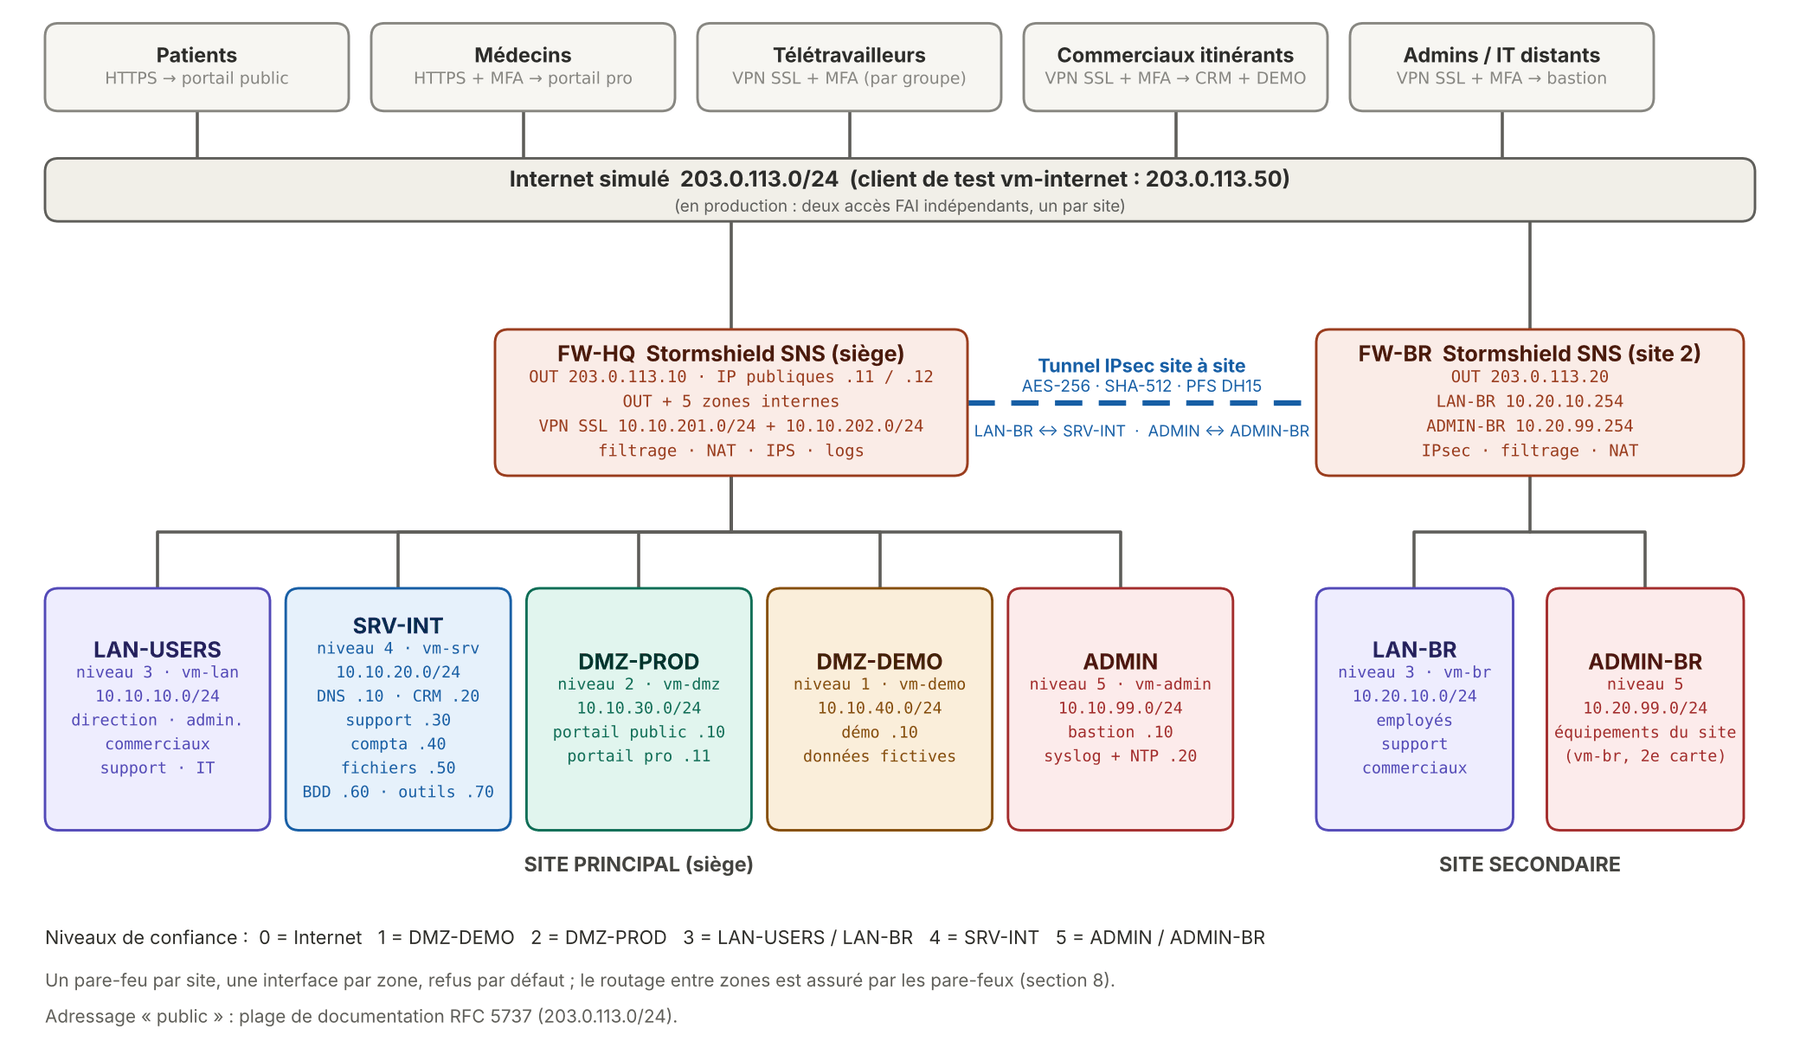 Patients
HTTPS → portail public
Médecins
HTTPS + MFA → portail pro
Télétravailleurs
VPN SSL + MFA (par groupe)
Commerciaux itinérants
VPN SSL + MFA → CRM + DEMO
Admins / IT distants
VPN SSL + MFA → bastion
Internet simulé 203.0.113.0/24 (client de test vm-internet : 203.0.113.50)
(en production : deux accès FAI indépendants, un par site)
FW-HQ Stormshield SNS (siège)
OUT 203.0.113.10 · IP publiques .11 / .12
OUT + 5 zones internes
VPN SSL 10.10.201.0/24 + 10.10.202.0/24
filtrage · NAT · IPS · logs
Tunnel IPsec site à site
AES-256 · SHA-512 · PFS DH15
LAN-BR ↔ SRV-INT · ADMIN ↔ ADMIN-BR
FW-BR Stormshield SNS (site 2)
OUT 203.0.113.20
LAN-BR 10.20.10.254
ADMIN-BR 10.20.99.254
IPsec · filtrage · NAT
LAN-USERS
niveau 3 · vm-lan
10.10.10.0/24
direction · admin.
commerciaux
support · IT
SRV-INT
niveau 4 · vm-srv
10.10.20.0/24
DNS .10 · CRM .20
support .30
compta .40
fichiers .50
BDD .60 · outils .70
DMZ-PROD
niveau 2 · vm-dmz
10.10.30.0/24
portail public .10
portail pro .11
DMZ-DEMO
niveau 1 · vm-demo
10.10.40.0/24
démo .10
données fictives
ADMIN
niveau 5 · vm-admin
10.10.99.0/24
bastion .10
syslog + NTP .20
LAN-BR
niveau 3 · vm-br
10.20.10.0/24
employés
support
commerciaux
ADMIN-BR
niveau 5
10.20.99.0/24
équipements du site
(vm-br, 2e carte)
SITE PRINCIPAL (siège)
SITE SECONDAIRE
Niveaux de confiance : 0 = Internet 1 = DMZ-DEMO 2 = DMZ-PROD 3 = LAN-USERS / LAN-BR 4 = SRV-INT 5 = ADMIN / ADMIN-BR
Un pare-feu par site, une interface par zone, refus par défaut ; le routage entre zones est assuré par les pare-feux (section 8).
Adressage « public » : plage de documentation RFC 5737 (203.0.113.0/24).